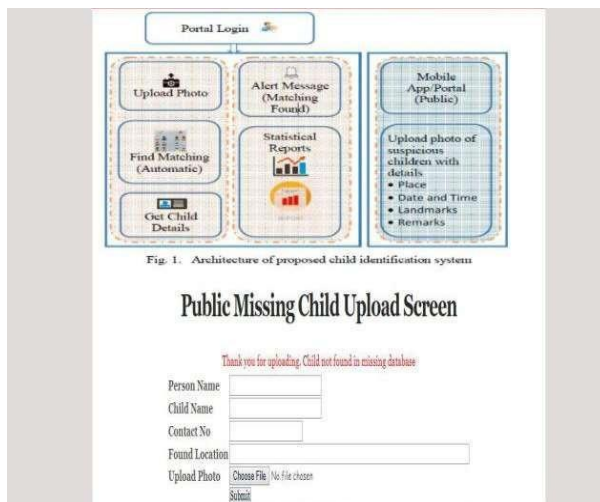 Portal Login
Upload Photo
Find Matching
(Automatic)
Get Child
Details
Alert Message
(Matching
Found)
Statistical
Reports
Mobile
App/Portal
(Public)
Upload photo of
suspicious
children with
details
• Place
• Date and Time
• Landmarks
• Remarks
Fig. 1. Architecture of proposed child identification system
Public Missing Child Upload Screen
Thank you for uploading. Child not found in missing database
Person Name
Child Name
Contact No
Found Location
Upload Photo Choose File No file chosen
Submit